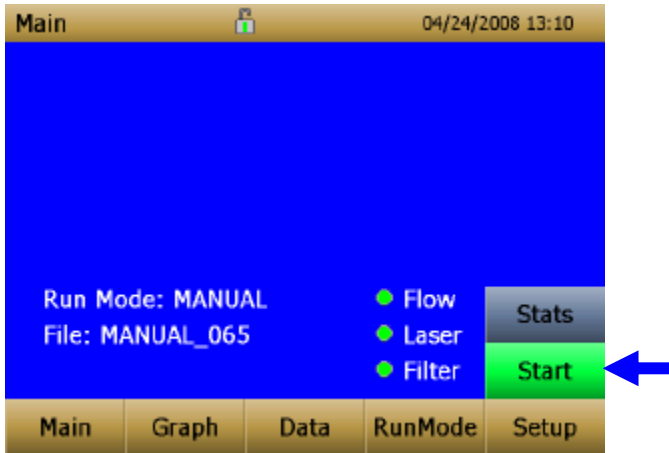 Main 04/24/2008 13:10
Run Mode: MANUAL
File: MANUAL_065
Flow
Laser
Filter
Stats
Start
Main Graph Data RunMode Setup